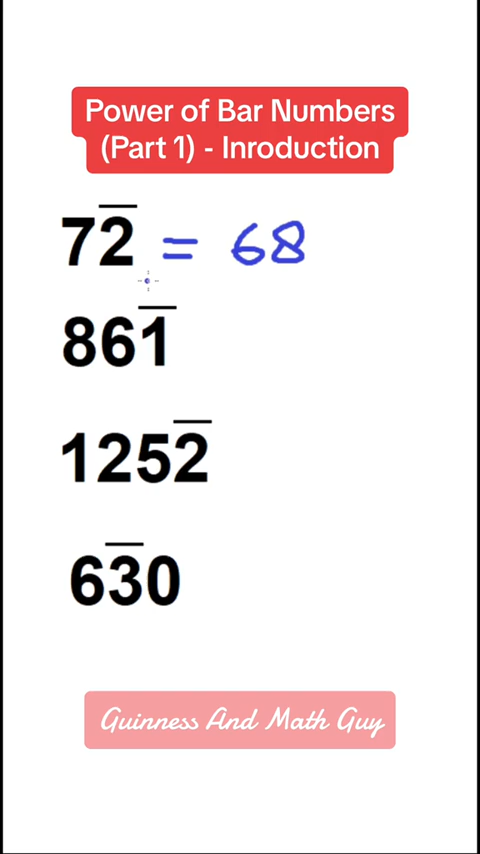 Power of Bar Numbers
(Part 1) - Inroduction
72̅ = 68
861̅
1252̅
63̅0
Guinness And Math Guy